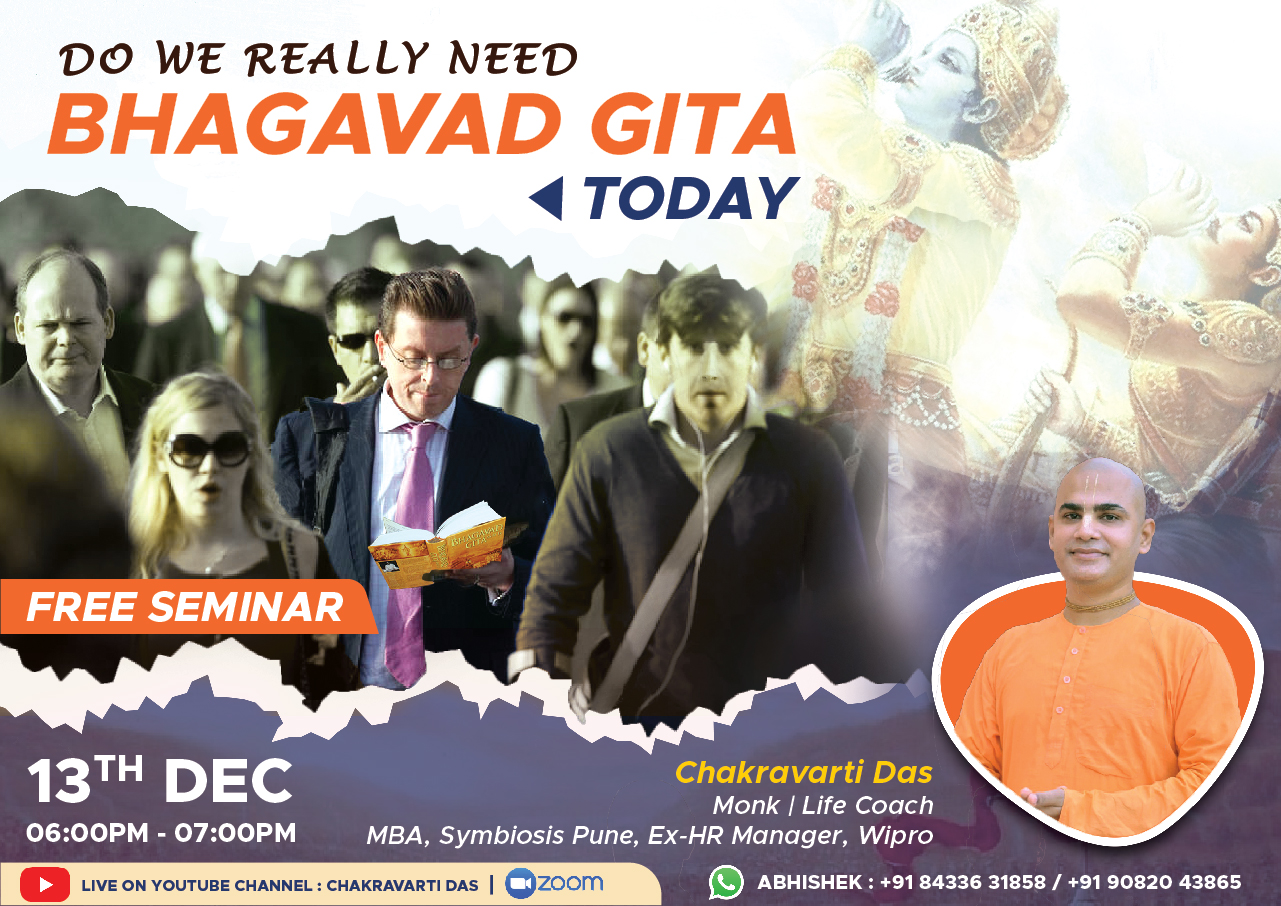 DO WE REALLY NEED
BHAGAVAD GITA
TODAY
BHAGAVAD
GITA
FREE SEMINAR
13TH DEC
06:00PM - 07:00PM
Chakravarti Das
Monk | Life Coach
MBA, Symbiosis Pune, Ex-HR Manager, Wipro
LIVE ON YOUTUBE CHANNEL : CHAKRAVARTI DAS | zoom
ABHISHEK : +91 84336 31858 / +91 90820 43865